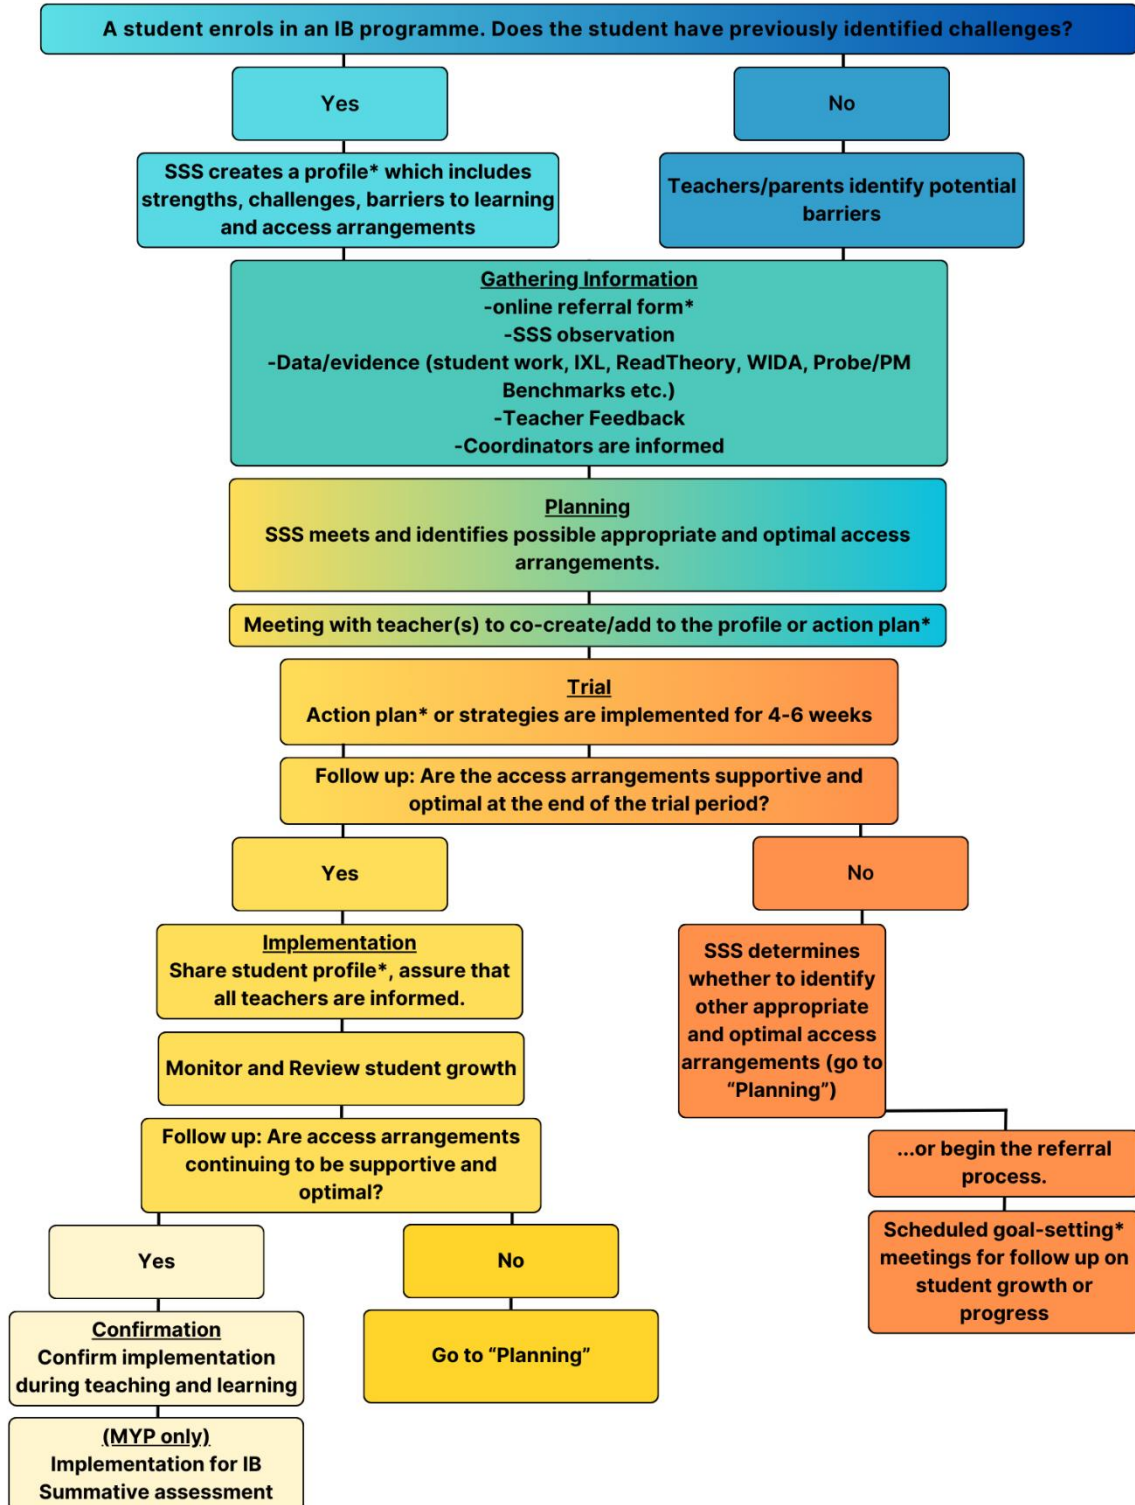 A student enrols in an IB programme. Does the student have previously identified challenges?
Yes
No
SSS creates a profile* which includes
strengths, challenges, barriers to learning
and access arrangements
Teachers/parents identify potential
barriers
Gathering Information
-online referral form*
-SSS observation
-Data/evidence (student work, IXL, ReadTheory, WIDA, Probe/PM
Benchmarks etc.)
-Teacher Feedback
-Coordinators are informed
Planning
SSS meets and identifies possible appropriate and optimal access
arrangements.
Meeting with teacher(s) to co-create/add to the profile or action plan*
Trial
Action plan* or strategies are implemented for 4-6 weeks
Follow up: Are the access arrangements supportive and
optimal at the end of the trial period?
Yes
No
Implementation
Share student profile*, assure that
all teachers are informed.
Monitor and Review student growth
Follow up: Are access arrangements
continuing to be supportive and
optimal?
SSS determines
whether to identify
other appropriate
and optimal access
arrangements (go to
“Planning”)
...or begin the referral
process.
Scheduled goal-setting*
meetings for follow up on
student growth or
progress
Yes
No
Confirmation
Confirm implementation
during teaching and learning
Go to “Planning”
(MYP only)
Implementation for IB
Summative assessment